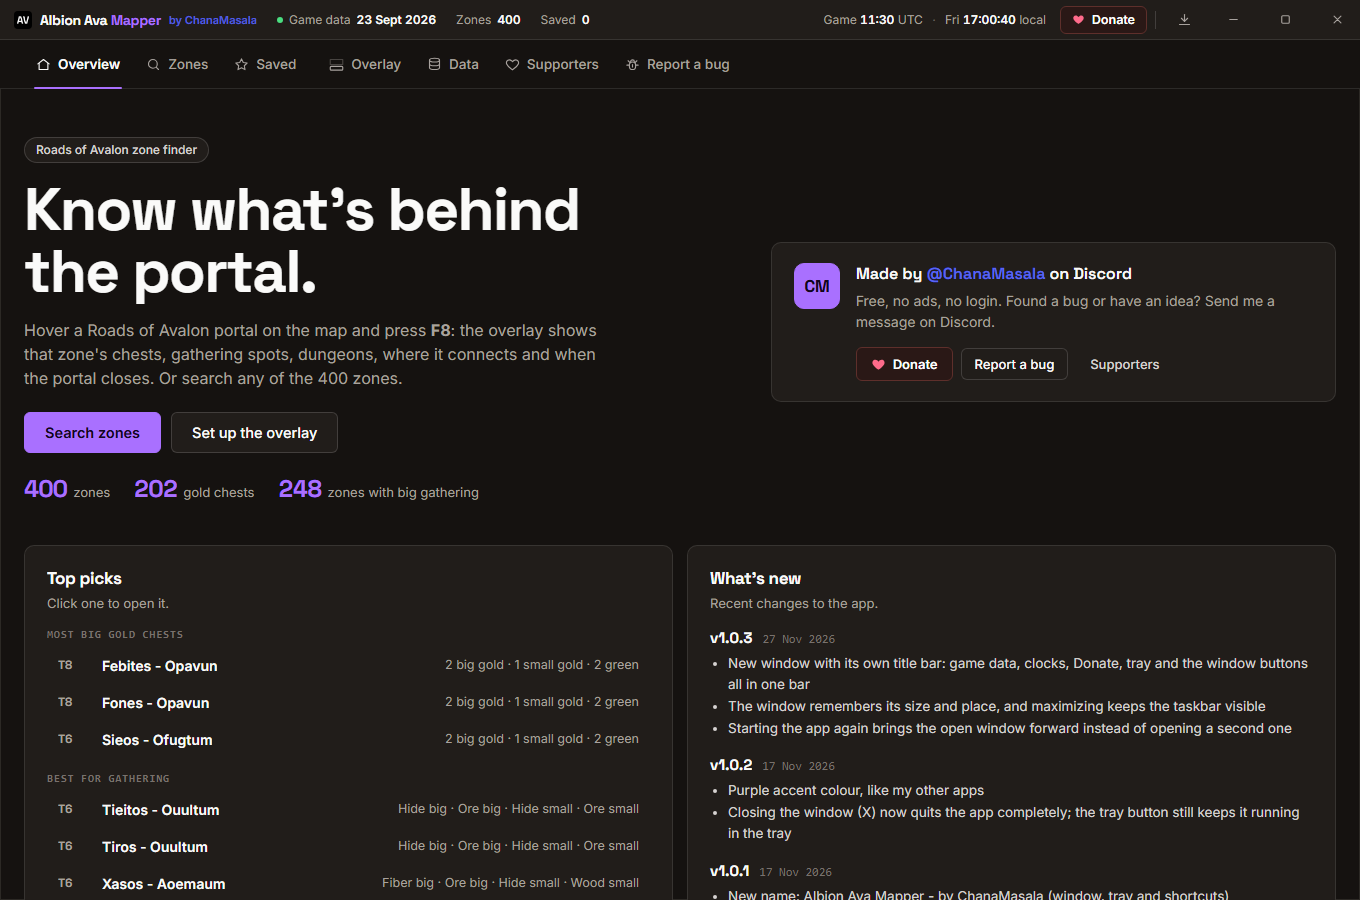 AV Albion Ava Mapper by ChanaMasala Game data 23 Sept 2026 Zones 400 Saved 0 Game 11:30 UTC · Fri 17:00:40 local Donate
Overview Zones Saved Overlay Data Supporters Report a bug
Roads of Avalon zone finder
Know what's behind
the portal.
Hover a Roads of Avalon portal on the map and press F8: the overlay shows
that zone's chests, gathering spots, dungeons, where it connects and when
the portal closes. Or search any of the 400 zones.
Search zones Set up the overlay
400 zones 202 gold chests 248 zones with big gathering
CM
Made by @ChanaMasala on Discord
Free, no ads, no login. Found a bug or have an idea? Send me a
message on Discord.
Donate Report a bug Supporters
Top picks
Click one to open it.
MOST BIG GOLD CHESTS
T8 Febites - Opavun 2 big gold · 1 small gold · 2 green
T8 Fones - Opavun 2 big gold · 1 small gold · 2 green
T6 Sieos - Ofugtum 2 big gold · 1 small gold · 2 green
BEST FOR GATHERING
T6 Tieitos - Ouultum Hide big · Ore big · Hide small · Ore small
T6 Tiros - Ouultum Hide big · Ore big · Hide small · Ore small
T6 Xasos - Aoemaum Fiber big · Ore big · Hide small · Wood small
What's new
Recent changes to the app.
v1.0.3 27 Nov 2026
• New window with its own title bar: game data, clocks, Donate, tray and the window buttons
all in one bar
• The window remembers its size and place, and maximizing keeps the taskbar visible
• Starting the app again brings the open window forward instead of opening a second one
v1.0.2 17 Nov 2026
• Purple accent colour, like my other apps
• Closing the window (X) now quits the app completely; the tray button still keeps it running
in the tray
v1.0.1 17 Nov 2026
• New name: Albion Ava Mapper - by ChanaMasala (window, tray and shortcuts)